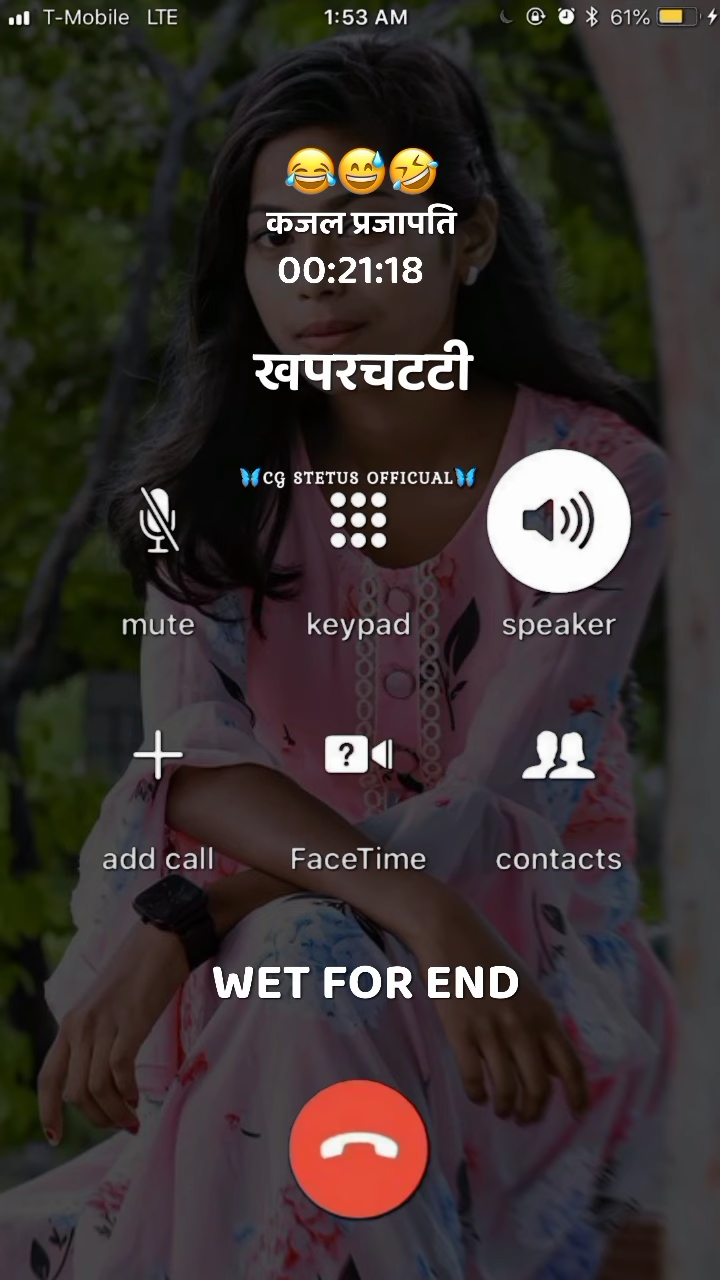 T-Mobile LTE 1:53 AM 61%
😂😅🤣
कजल प्रजापति
00:21:18
खपरचटटी
🦋CG STETUS OFFICUAL🦋
mute keypad speaker
add call FaceTime contacts
WET FOR END